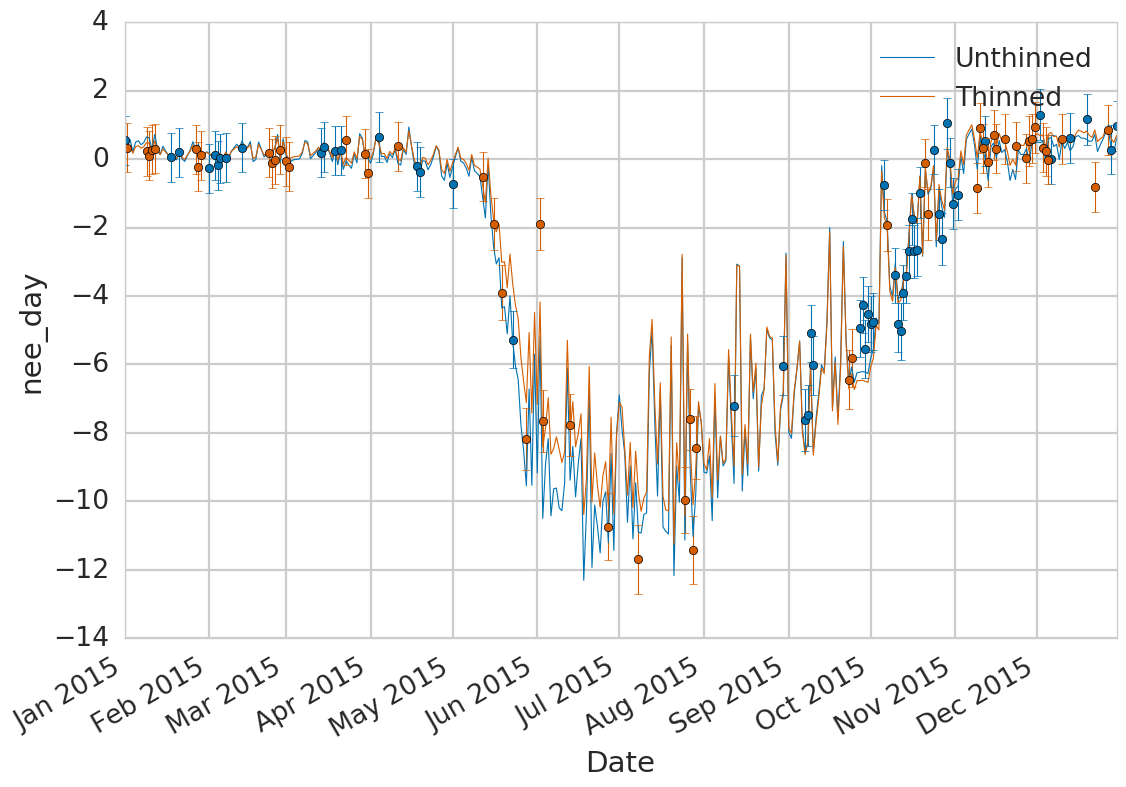 4
2
0
−2
−4
−6
−8
−10
−12
−14
nee_day
Unthinned
Thinned
Jan 2015
Feb 2015
Mar 2015
Apr 2015
May 2015
Jun 2015
Jul 2015
Aug 2015
Sep 2015
Oct 2015
Nov 2015
Dec 2015
Date